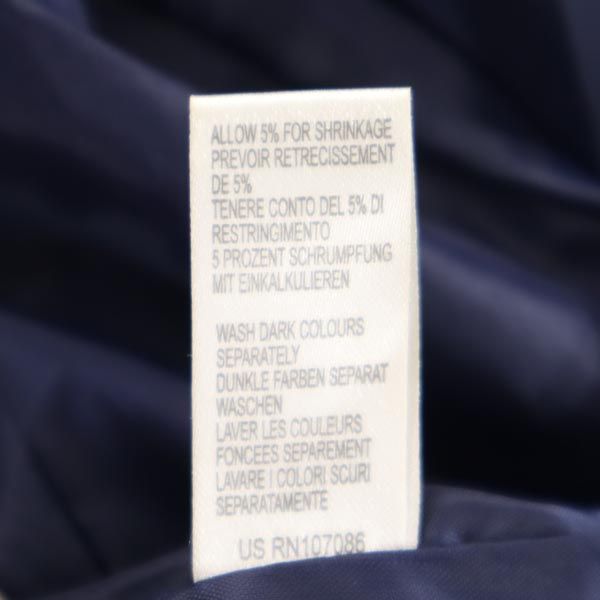 ALLOW 5% FOR SHRINKAGE
PREVOIR RETRECISSEMENT
DE 5%
TENERE CONTO DEL 5% DI
RESTRINGIMENTO
5 PROZENT SCHRUMPFUNG
MIT EINKALKULIEREN
WASH DARK COLOURS
SEPARATELY
DUNKLE FARBEN SEPARAT
WASCHEN
LAVER LES COULEURS
FONCEES SEPAREMENT
LAVARE I COLORI SCURI
SEPARATAMENTE
US RN107086